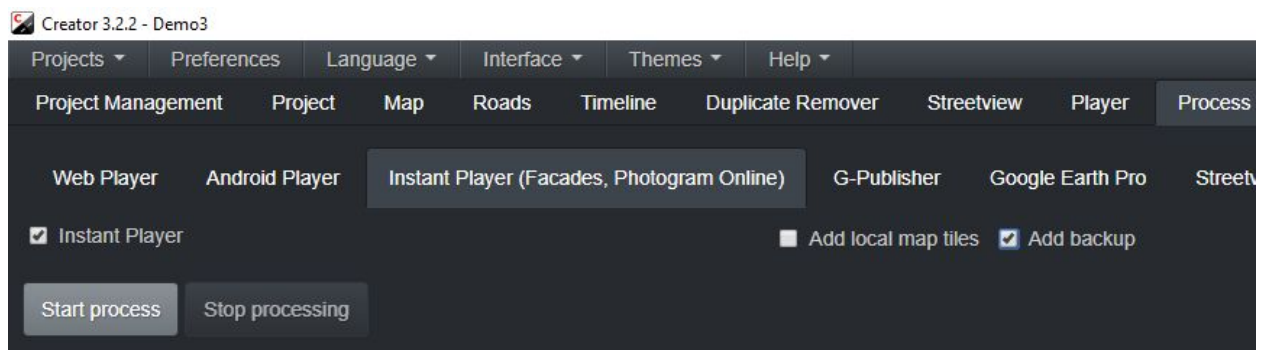 Creator 3.2.2 - Demo3
Projects Preferences Language Interface Themes Help
Project Management Project Map Roads Timeline Duplicate Remover Streetview Player Process
Web Player Android Player Instant Player (Facades, Photogram Online) G-Publisher Google Earth Pro Streetv
Instant Player Add local map tiles Add backup
Start process Stop processing